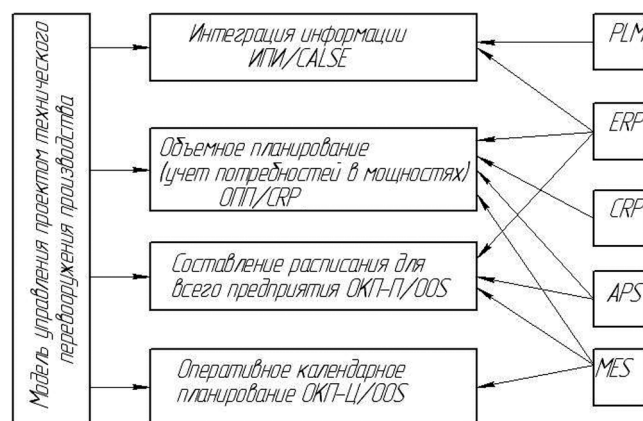 Модель управления проектом технического
перевооружения производства
Интеграция информации
ИПИ/CALSE
Объемное планирование
(учет потребностей в мощностях)
ОПП/CRP
Составление расписания для
всего предприятия ОКП-П/OOS
Оперативное календарное
планирование ОКП-Ц/OOS
PLM
ERP
CRP
APS
MES